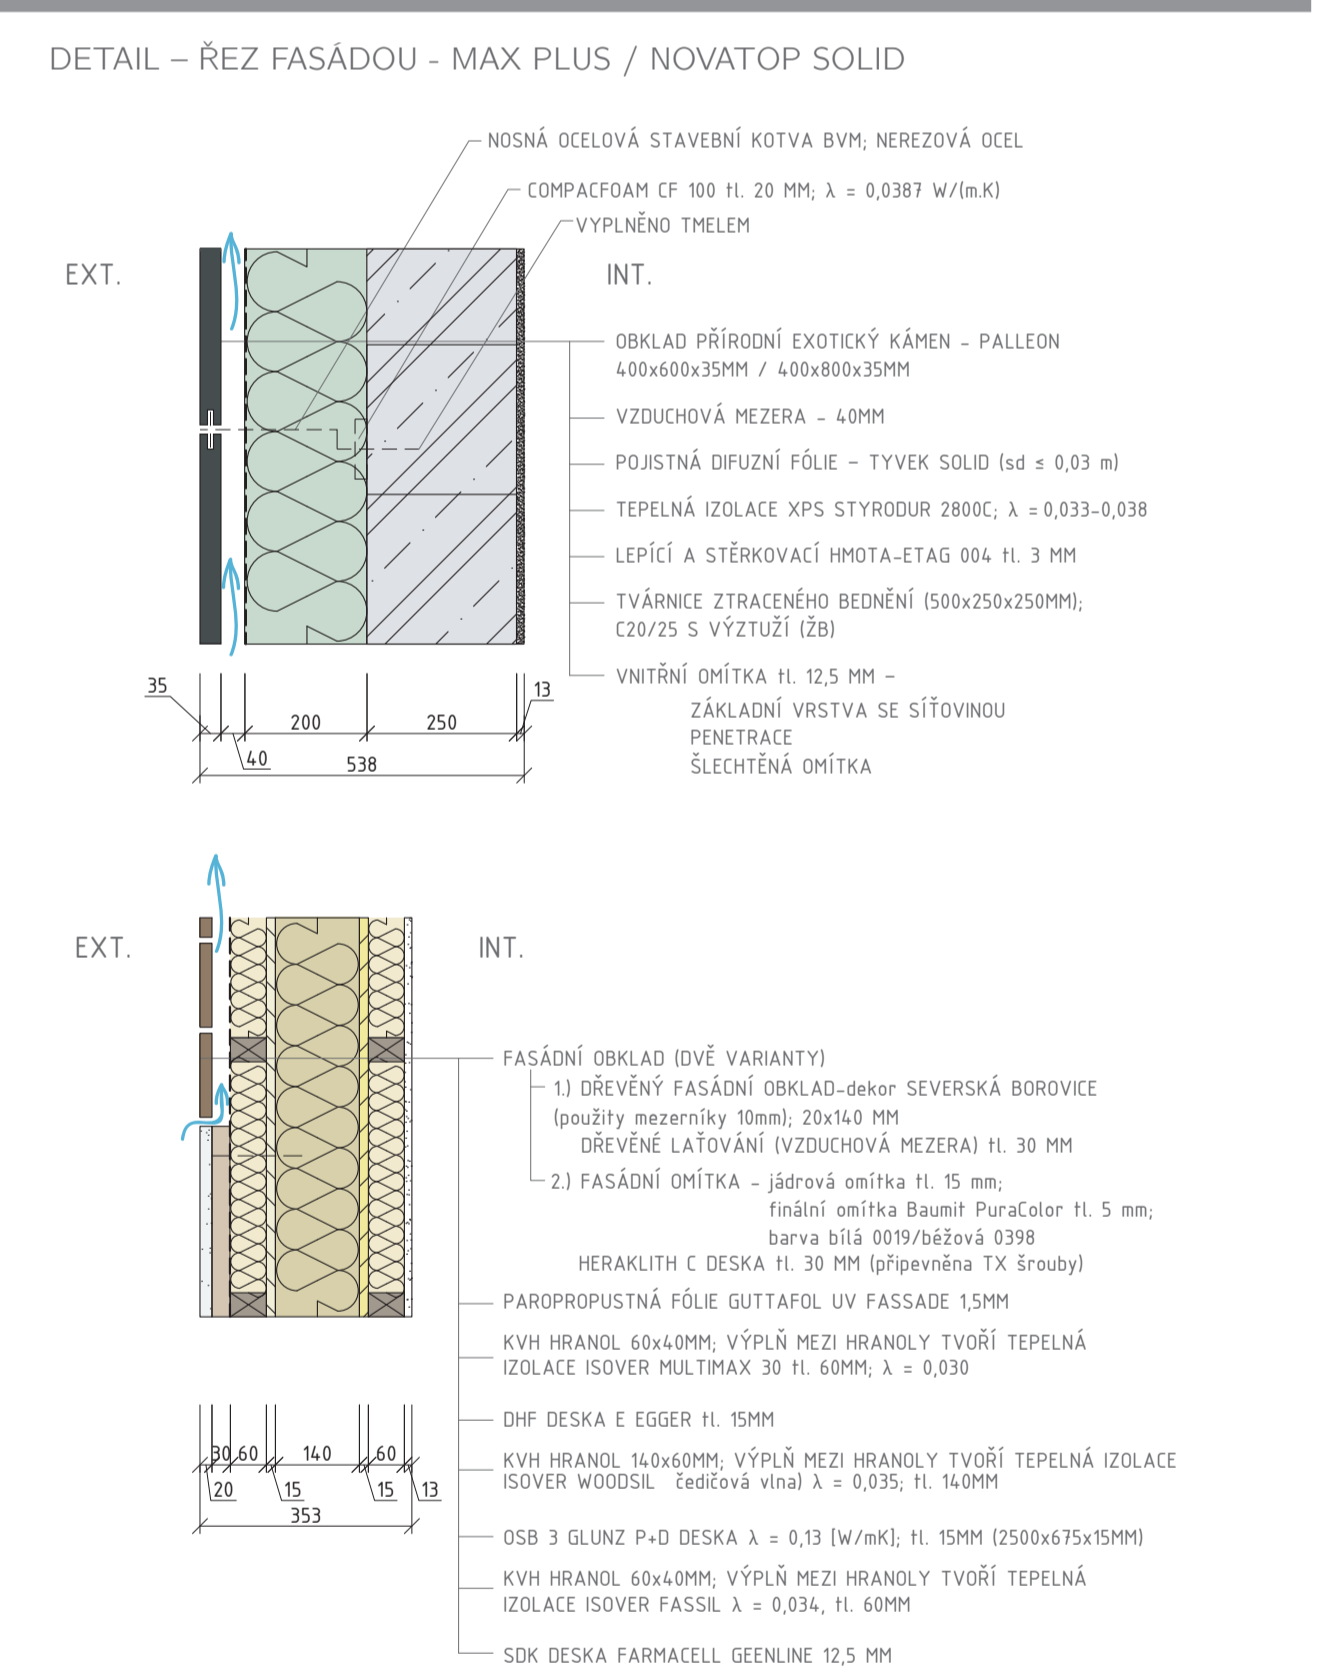 DETAIL – ŘEZ FASÁDOU - MAX PLUS / NOVATOP SOLID
NOSNÁ OCELOVÁ STAVEBNÍ KOTVA BVM; NEREZOVÁ OCEL
COMPACFOAM CF 100 tl. 20 MM; λ = 0,0387 W/(m.K)
VYPLNĚNO TMELEM
EXT.
INT.
OBKLAD PŘÍRODNÍ EXOTICKÝ KÁMEN – PALLEON
400x600x35MM / 400x800x35MM
VZDUCHOVÁ MEZERA – 40MM
POJISTNÁ DIFUZNÍ FÓLIE – TYVEK SOLID (sd ≤ 0,03 m)
TEPELNÁ IZOLACE XPS STYRODUR 2800C; λ = 0,033-0,038
LEPÍCÍ A STĚRKOVACÍ HMOTA-ETAG 004 tl. 3 MM
TVÁRNICE ZTRACENÉHO BEDNĚNÍ (500x250x250MM);
C20/25 S VÝZTUŽÍ (ŽB)
VNITŘNÍ OMÍTKA tl. 12,5 MM –
ZÁKLADNÍ VRSTVA SE SÍŤOVINOU
PENETRACE
ŠLECHTĚNÁ OMÍTKA
35
13
200
250
40
538
EXT.
INT.
FASÁDNÍ OBKLAD (DVĚ VARIANTY)
1.) DŘEVĚNÝ FASÁDNÍ OBKLAD-dekor SEVERSKÁ BOROVICE
(použity mezerníky 10mm); 20x140 MM
DŘEVĚNÉ LAŤOVÁNÍ (VZDUCHOVÁ MEZERA) tl. 30 MM
2.) FASÁDNÍ OMÍTKA – jádrová omítka tl. 15 mm;
finální omítka Baumit PuraColor tl. 5 mm;
barva bílá 0019/béžová 0398
HERAKLITH C DESKA tl. 30 MM (připevněna TX šrouby)
PAROPROPUSTNÁ FÓLIE GUTTAFOL UV FASSADE 1,5MM
KVH HRANOL 60x40MM; VÝPLŇ MEZI HRANOLY TVOŘÍ TEPELNÁ
IZOLACE ISOVER MULTIMAX 30 tl. 60MM; λ = 0,030
DHF DESKA E EGGER tl. 15MM
KVH HRANOL 140x60MM; VÝPLŇ MEZI HRANOLY TVOŘÍ TEPELNÁ IZOLACE
ISOVER WOODSIL čedičová vlna) λ = 0,035; tl. 140MM
OSB 3 GLUNZ P+D DESKA λ = 0,13 [W/mK]; tl. 15MM (2500x675x15MM)
KVH HRANOL 60x40MM; VÝPLŇ MEZI HRANOLY TVOŘÍ TEPELNÁ
IZOLACE ISOVER FASSIL λ = 0,034, tl. 60MM
SDK DESKA FARMACELL GEENLINE 12,5 MM
30 60 140 60
20 15 15 13
353